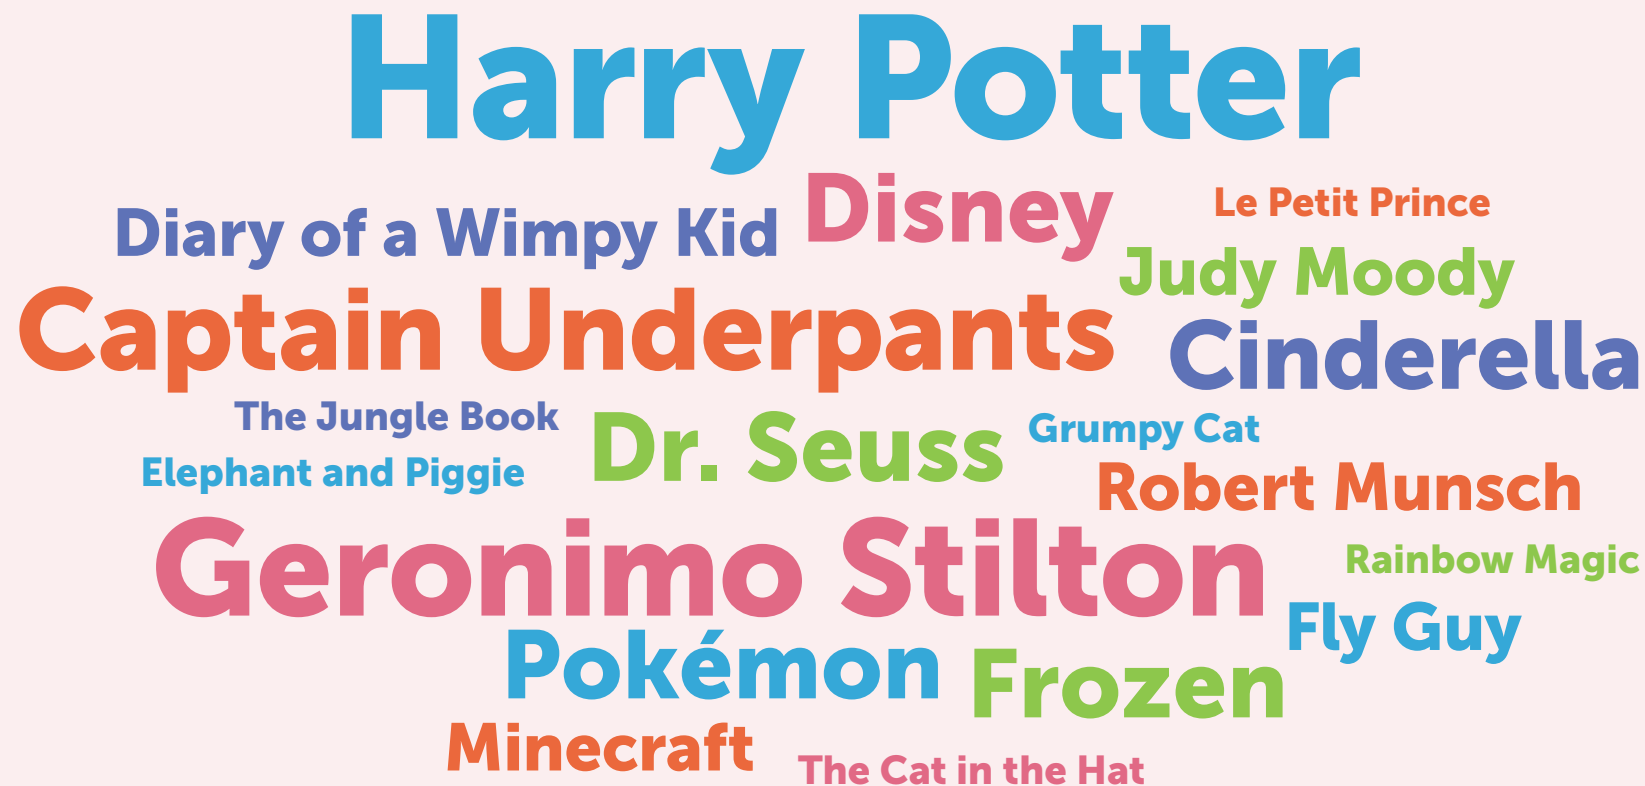 Harry Potter
Disney
Le Petit Prince
Diary of a Wimpy Kid
Judy Moody
Captain Underpants
Cinderella
The Jungle Book
Dr. Seuss
Grumpy Cat
Elephant and Piggie
Robert Munsch
Geronimo Stilton
Rainbow Magic
Fly Guy
Pokémon
Frozen
Minecraft
The Cat in the Hat